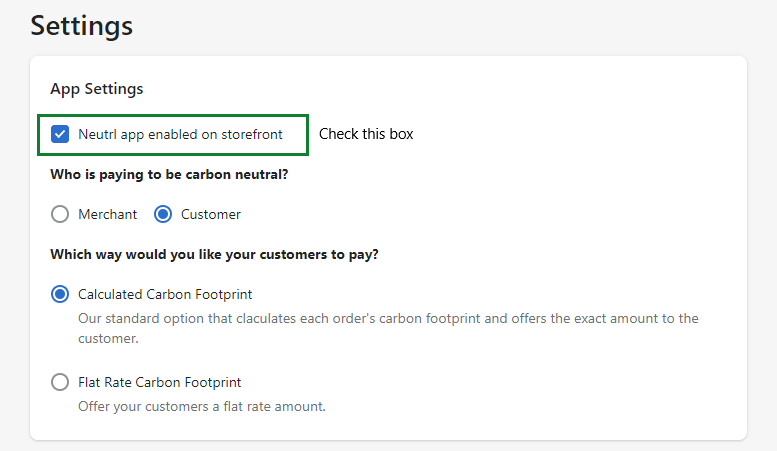 Settings
App Settings
Neutrl app enabled on storefront
Check this box
Who is paying to be carbon neutral?
Merchant
Customer
Which way would you like your customers to pay?
Calculated Carbon Footprint
Our standard option that claculates each order's carbon footprint and offers the exact amount to the
customer.
Flat Rate Carbon Footprint
Offer your customers a flat rate amount.